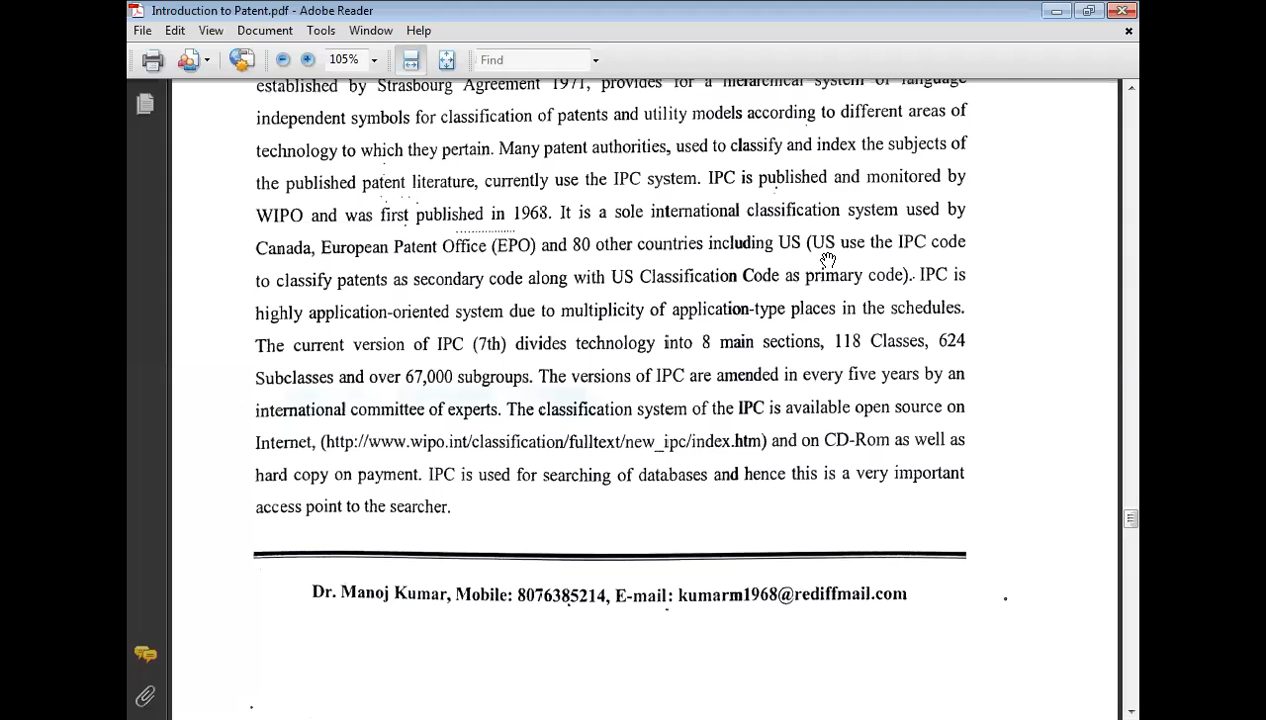 Introduction to Patent.pdf - Adobe Reader
File Edit View Document Tools Window Help
105% Find
established by Strasbourg Agreement 1971, provides for a hierarchical system of language
independent symbols for classification of patents and utility models according to different areas of
technology to which they pertain. Many patent authorities, used to classify and index the subjects of
the published patent literature, currently use the IPC system. IPC is published and monitored by
WIPO and was first published in 1968. It is a sole international classification system used by
Canada, European Patent Office (EPO) and 80 other countries including US (US use the IPC code
to classify patents as secondary code along with US Classification Code as primary code). IPC is
highly application-oriented system due to multiplicity of application-type places in the schedules.
The current version of IPC (7th) divides technology into 8 main sections, 118 Classes, 624
Subclasses and over 67,000 subgroups. The versions of IPC are amended in every five years by an
international committee of experts. The classification system of the IPC is available open source on
Internet, (http://www.wipo.int/classification/fulltext/new_ipc/index.htm) and on CD-Rom as well as
hard copy on payment. IPC is used for searching of databases and hence this is a very important
access point to the searcher.
Dr. Manoj Kumar, Mobile: 8076385214, E-mail: kumarm1968@rediffmail.com